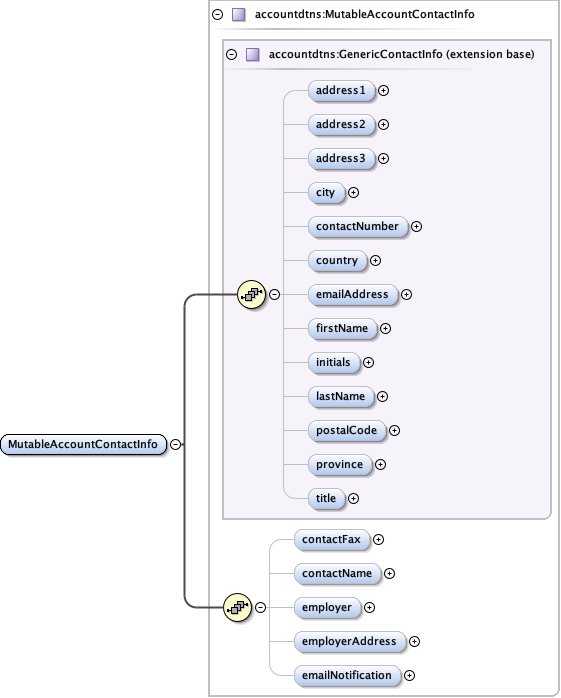 accountdtns:MutableAccountContactInfo
accountdtns:GenericContactInfo (extension base)
address1
address2
address3
city
contactNumber
country
emailAddress
firstName
initials
lastName
postalCode
province
title
MutableAccountContactInfo
contactFax
contactName
employer
employerAddress
emailNotification